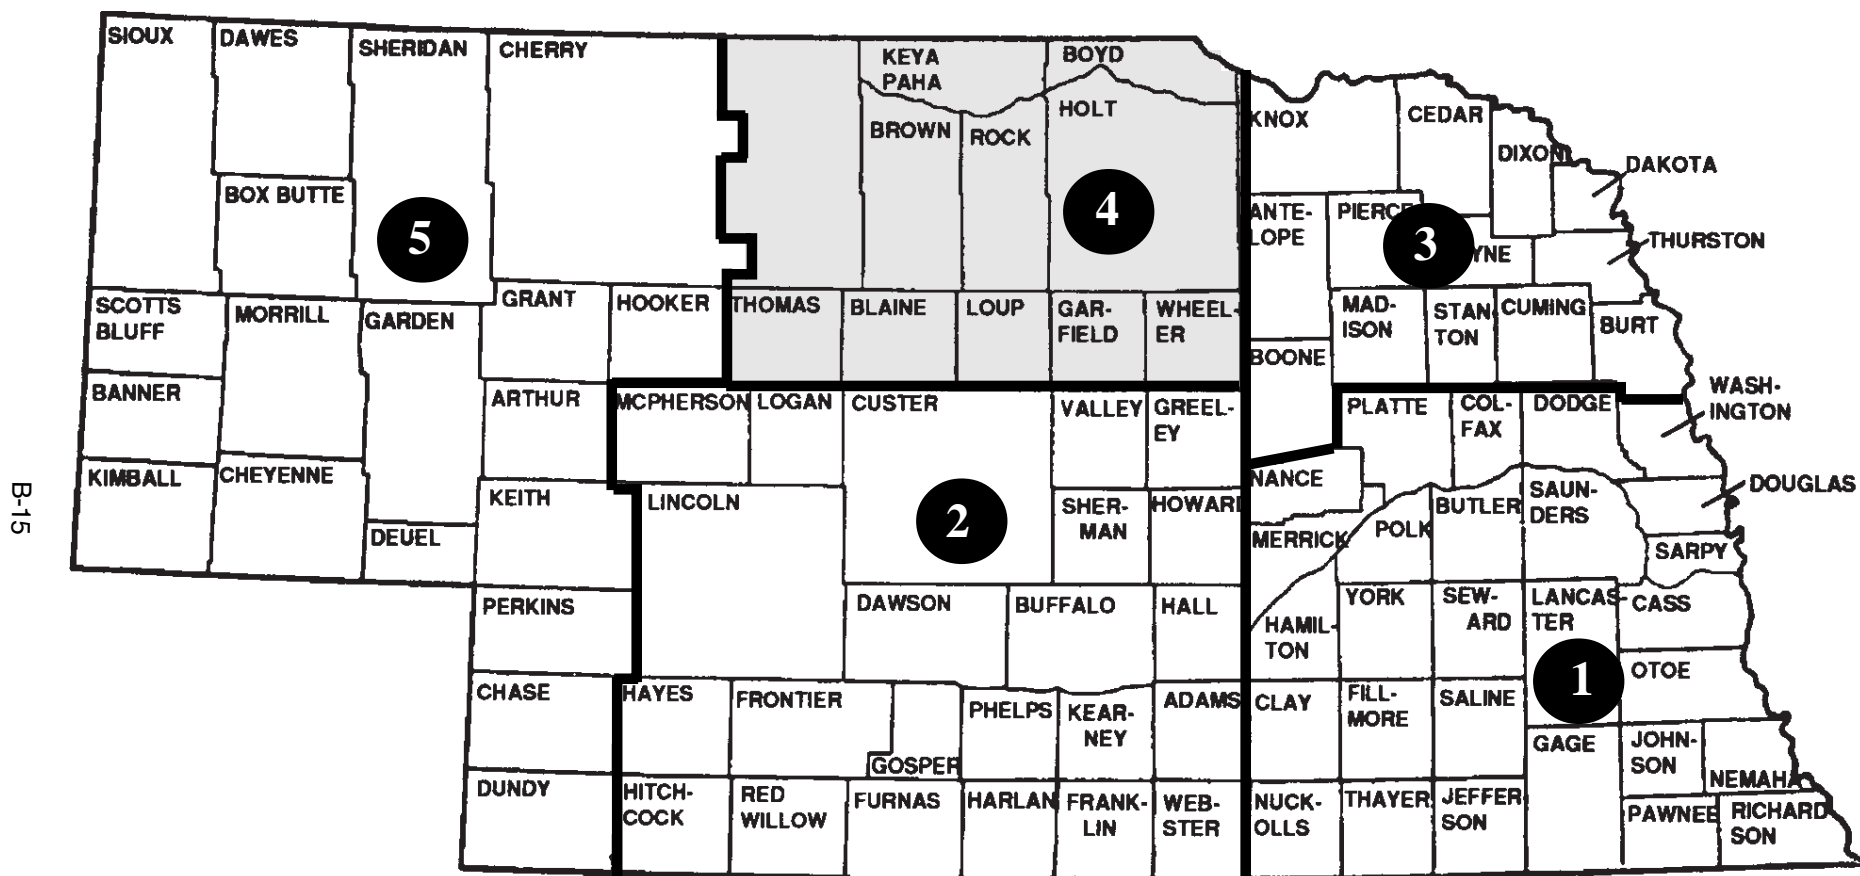 SIOUX
DAWES
SHERIDAN
CHERRY
KEYA
PAHA
BOYD
HOLT
BROWN
ROCK
KNOX
CEDAR
DIXON
DAKOTA
BOX BUTTE
5
4
ANTE-
LOPE
PIERCE
3
YNE
THURSTON
SCOTTS
BLUFF
MORRILL
GARDEN
GRANT
HOOKER
THOMAS
BLAINE
LOUP
GAR-
FIELD
WHEEL-
ER
BOONE
MAD-
ISON
STAN
TON
CUMING
BURT
BANNER
ARTHUR
MCPHERSON
LOGAN
CUSTER
VALLEY
GREEL-
EY
PLATTE
COL-
FAX
DODGE
WASH-
INGTON
KIMBALL
CHEYENNE
KEITH
LINCOLN
2
SHER-
MAN
HOWARD
NANCE
MERRICK
POLK
BUTLER
SAUN-
DERS
DOUGLAS
SARPY
B-15
DEUEL
PERKINS
DAWSON
BUFFALO
HALL
HAMIL-
TON
YORK
SEW-
ARD
LANCAS-
TER
CASS
1
OTOE
CHASE
HAYES
FRONTIER
GOSPER
PHELPS
KEAR-
NEY
ADAMS
CLAY
FILL-
MORE
SALINE
GAGE
JOHN-
SON
NEMAHA
DUNDY
HITCH-
COCK
RED
WILLOW
FURNAS
HARLAN
FRANK-
LIN
WEB-
STER
NUCK-
OLLS
THAYER
JEFFER
SON
PAWNEE
RICHARD
SON